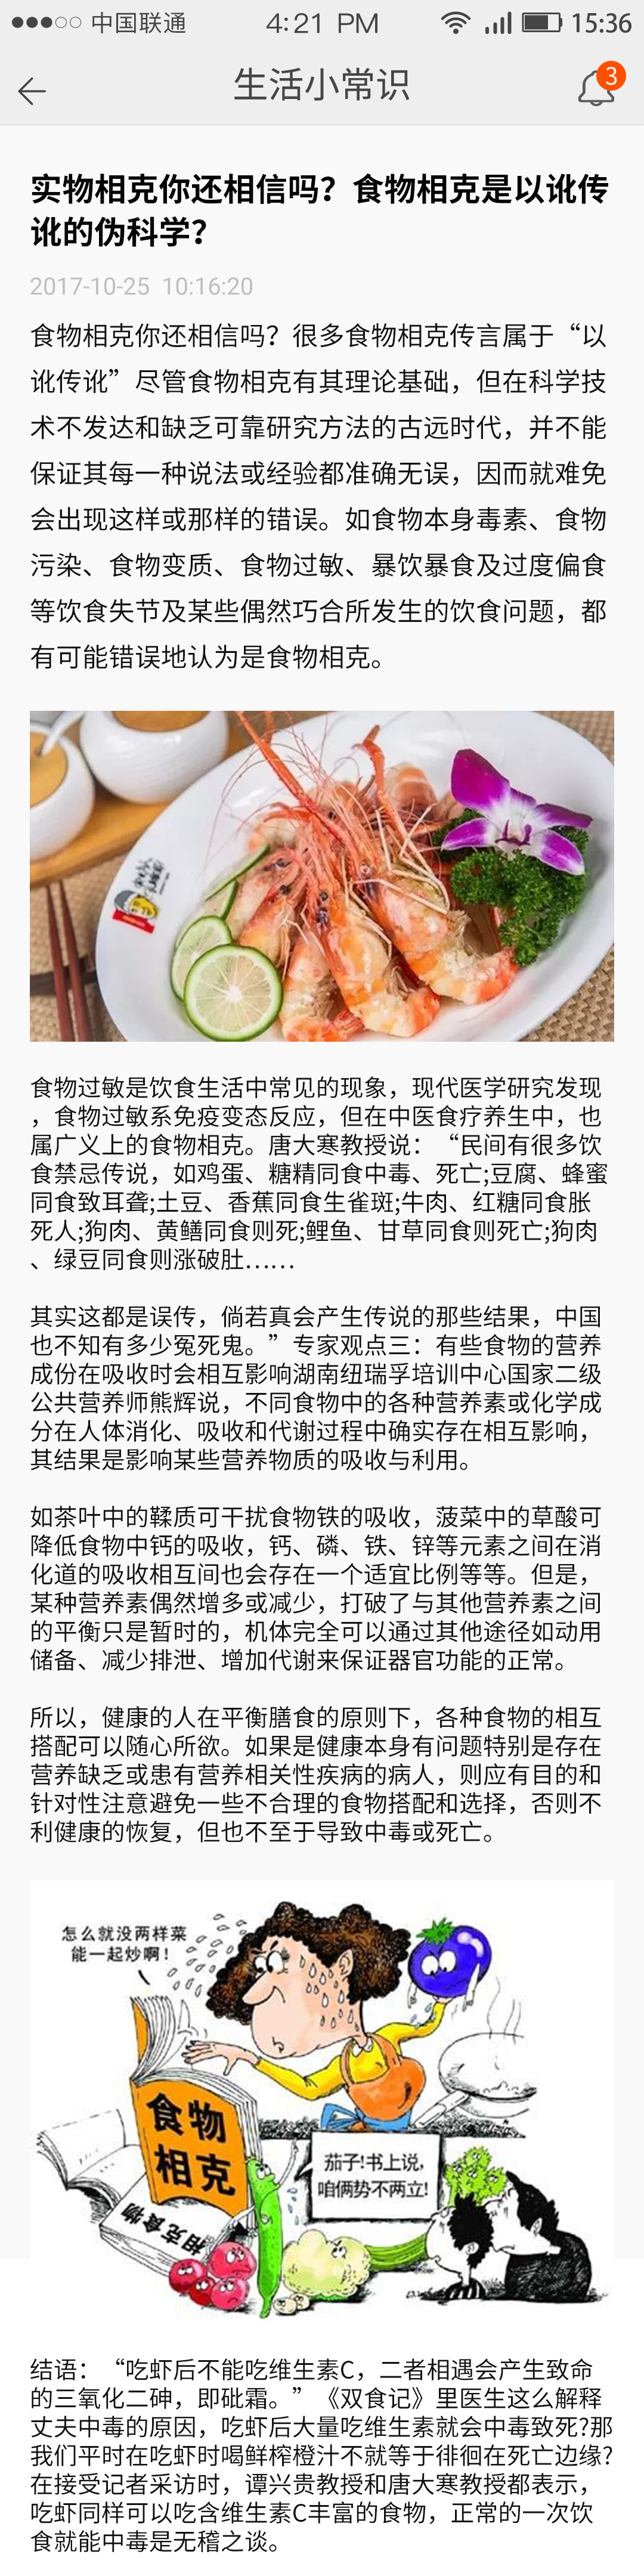 中国联通 4:21 PM 15:36
生活小常识 3
实物相克你还相信吗？食物相克是以讹传
讹的伪科学？
2017-10-25 10:16:20
食物相克你还相信吗？很多食物相克传言属于“以
讹传讹”尽管食物相克有其理论基础，但在科学技
术不发达和缺乏可靠研究方法的古远时代，并不能
保证其每一种说法或经验都准确无误，因而就难免
会出现这样或那样的错误。如食物本身毒素、食物
污染、食物变质、食物过敏、暴饮暴食及过度偏食
等饮食失节及某些偶然巧合所发生的饮食问题，都
有可能错误地认为是食物相克。
食物过敏是饮食生活中常见的现象，现代医学研究发现
，食物过敏系免疫变态反应，但在中医食疗养生中，也
属广义上的食物相克。唐大寒教授说：“民间有很多饮
食禁忌传说，如鸡蛋、糖精同食中毒、死亡;豆腐、蜂蜜
同食致耳聋;土豆、香蕉同食生雀斑;牛肉、红糖同食胀
死人;狗肉、黄鳝同食则死;鲤鱼、甘草同食则死亡;狗肉
、绿豆同食则涨破肚……
其实这都是误传，倘若真会产生传说的那些结果，中国
也不知有多少冤死鬼。”专家观点三：有些食物的营养
成份在吸收时会相互影响湖南纽瑞孚培训中心国家二级
公共营养师熊辉说，不同食物中的各种营养素或化学成
分在人体消化、吸收和代谢过程中确实存在相互影响，
其结果是影响某些营养物质的吸收与利用。
如茶叶中的鞣质可干扰食物铁的吸收，菠菜中的草酸可
降低食物中钙的吸收，钙、磷、铁、锌等元素之间在消
化道的吸收相互间也会存在一个适宜比例等等。但是，
某种营养素偶然增多或减少，打破了与其他营养素之间
的平衡只是暂时的，机体完全可以通过其他途径如动用
储备、减少排泄、增加代谢来保证器官功能的正常。
所以，健康的人在平衡膳食的原则下，各种食物的相互
搭配可以随心所欲。如果是健康本身有问题特别是存在
营养缺乏或患有营养相关性疾病的病人，则应有目的和
针对性注意避免一些不合理的食物搭配和选择，否则不
利健康的恢复，但也不至于导致中毒或死亡。
怎么就没两样菜
能一起炒啊！
食物
相克
相克食物
茄子!书上说,
咱俩势不两立!
结语：“吃虾后不能吃维生素C，二者相遇会产生致命
的三氧化二砷，即砒霜。”《双食记》里医生这么解释
丈夫中毒的原因，吃虾后大量吃维生素就会中毒致死?那
我们平时在吃虾时喝鲜榨橙汁不就等于徘徊在死亡边缘?
在接受记者采访时，谭兴贵教授和唐大寒教授都表示，
吃虾同样可以吃含维生素C丰富的食物，正常的一次饮
食就能中毒是无稽之谈。